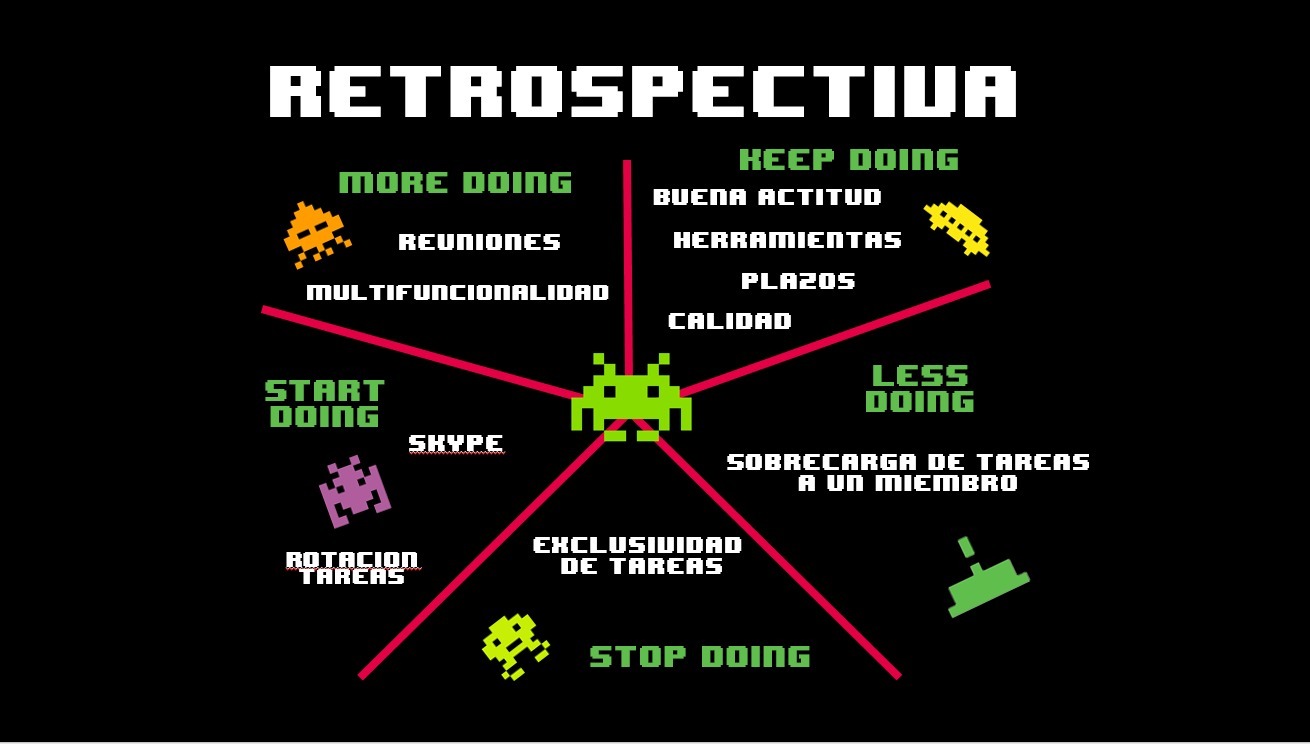 RETROSPECTIVA
MORE DOING
REUNIONES
MULTIFUNCIONALIDAD
KEEP DOING
BUENA ACTITUD
HERRAMIENTAS
PLAZOS
CALIDAD
START
DOING
SKYPE
ROTACION
TAREAS
LESS
DOING
SOBRECARGA DE TAREAS
A UN MIEMBRO
EXCLUSIVIDAD
DE TAREAS
STOP DOING